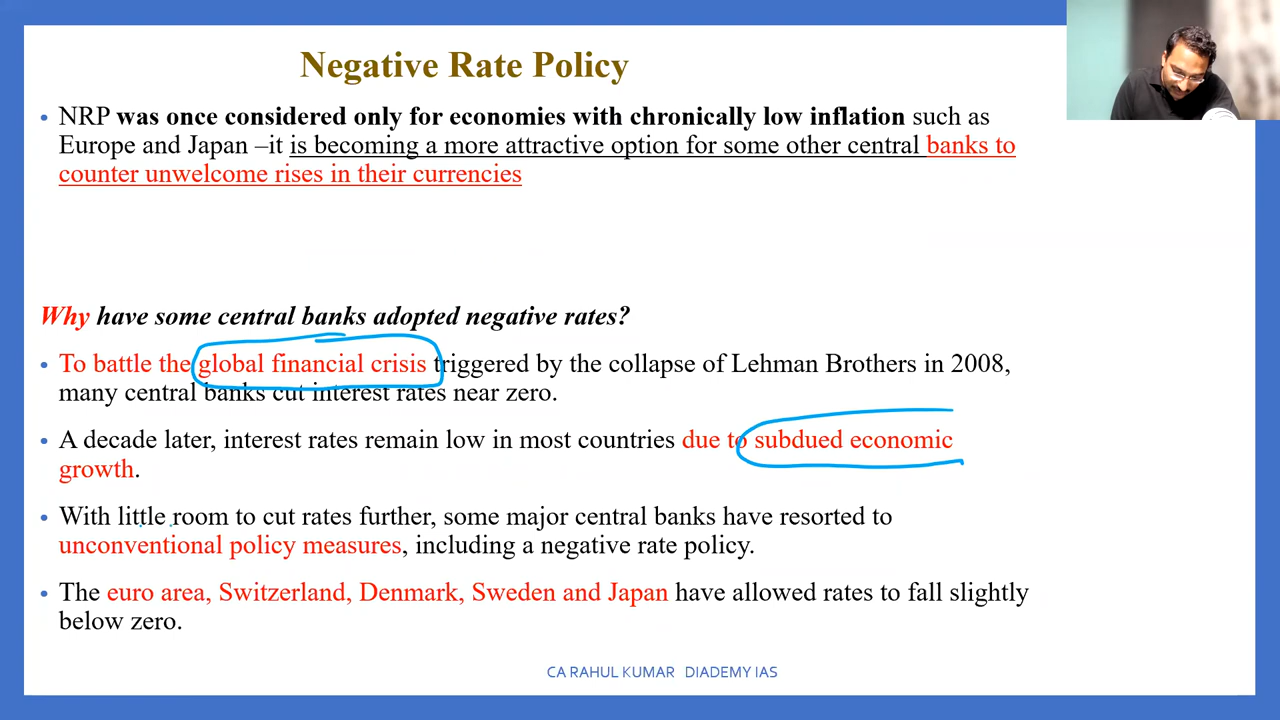 Negative Rate Policy
• NRP was once considered only for economies with chronically low inflation such as
Europe and Japan –it is becoming a more attractive option for some other central banks to
counter unwelcome rises in their currencies
Why have some central banks adopted negative rates?
• To battle the global financial crisis triggered by the collapse of Lehman Brothers in 2008,
many central banks cut interest rates near zero.
• A decade later, interest rates remain low in most countries due to subdued economic
growth.
• With little room to cut rates further, some major central banks have resorted to
unconventional policy measures, including a negative rate policy.
• The euro area, Switzerland, Denmark, Sweden and Japan have allowed rates to fall slightly
below zero.
CA RAHUL KUMAR DIADEMY IAS